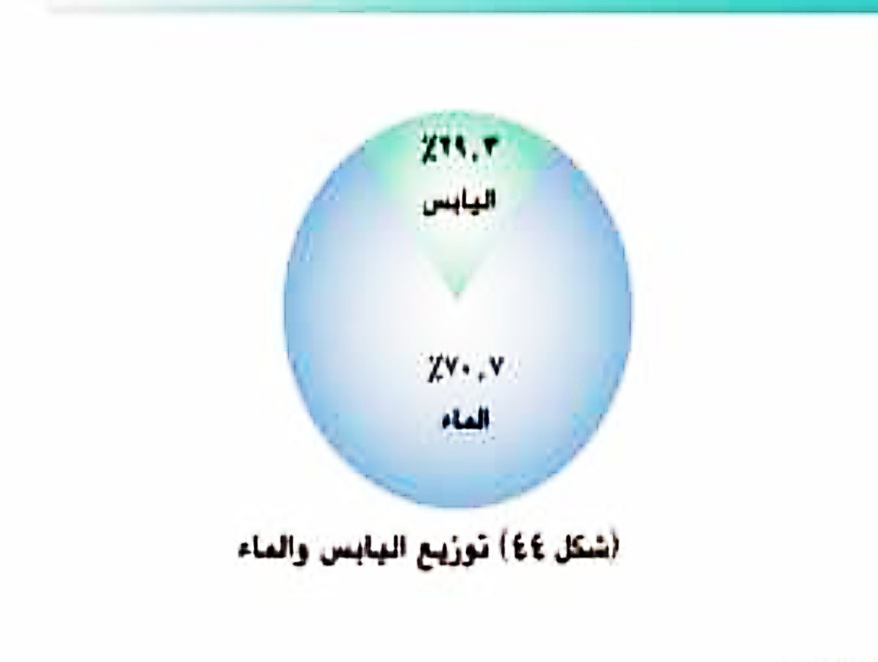 ٪٢٩,٣
اليابس
٪٧٠,٧
الماء
(شكل ٤٤) توزيع اليابس والماء